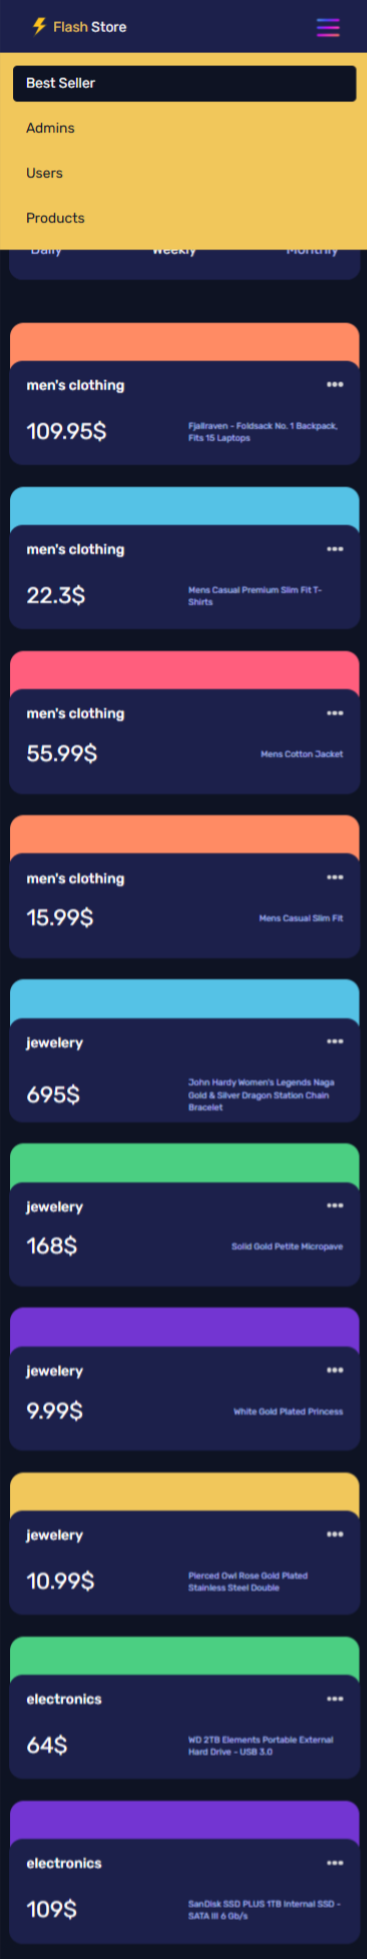 Flash Store
Best Seller
Admins
Users
Products
Daily Weekly Monthly
men's clothing
109.95$
Fjallraven - Foldsack No. 1 Backpack,
Fits 15 Laptops
men's clothing
22.3$
Mens Casual Premium Slim Fit T-
Shirts
men's clothing
55.99$
Mens Cotton Jacket
men's clothing
15.99$
Mens Casual Slim Fit
jewelery
695$
John Hardy Women's Legends Naga
Gold & Silver Dragon Station Chain
Bracelet
jewelery
168$
Solid Gold Petite Micropave
jewelery
9.99$
White Gold Plated Princess
jewelery
10.99$
Pierced Owl Rose Gold Plated
Stainless Steel Double
electronics
64$
WD 2TB Elements Portable External
Hard Drive - USB 3.0
electronics
109$
SanDisk SSD PLUS 1TB Internal SSD -
SATA III 6 Gb/s